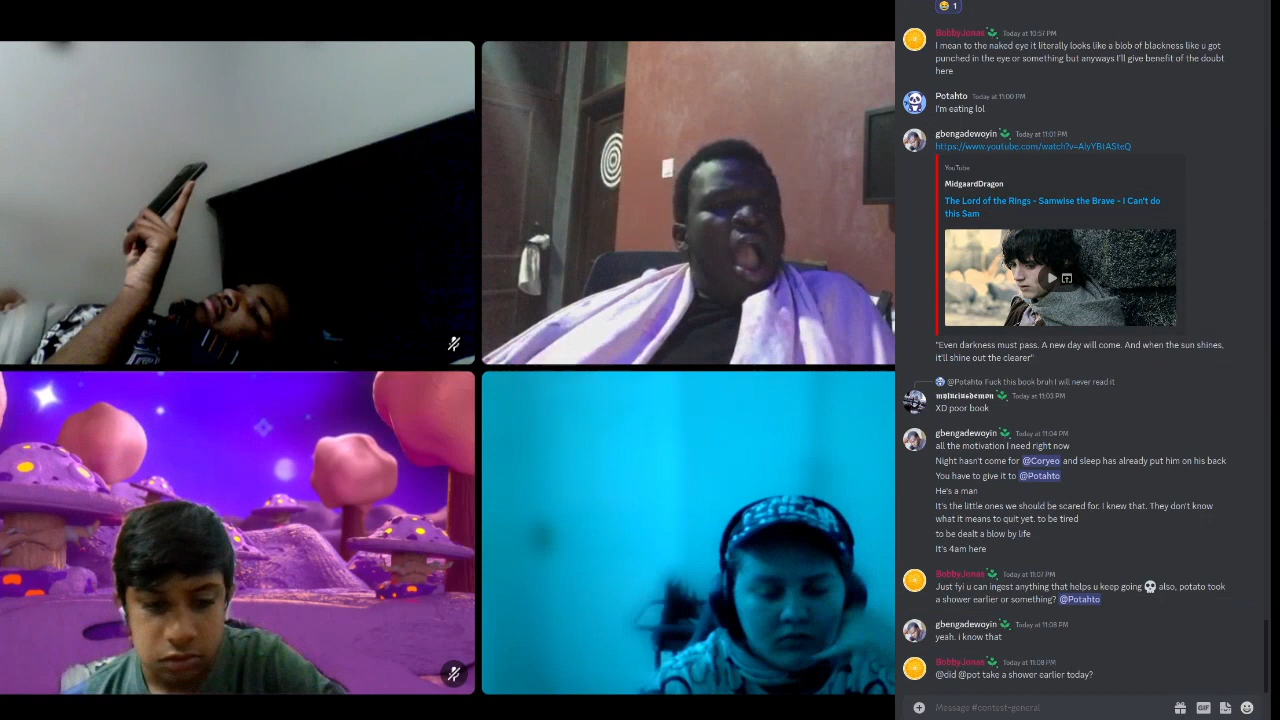 1
BobbyJonas Today at 10:57 PM
I mean to the naked eye it literally looks like a blob of blackness like u got
punched in the eye or something but anyways I'll give benefit of the doubt
here
Potahto Today at 11:00 PM
I'm eating lol
gbengadewoyin Today at 11:01 PM
https://www.youtube.com/watch?v=AlyYBtASteQ
YouTube
MidgaardDragon
The Lord of the Rings - Samwise the Brave - I Can't do
this Sam
"Even darkness must pass. A new day will come. And when the sun shines,
it'll shine out the clearer"
@Potahto Fuck this book bruh I will never read it
𝖒𝖞𝖑𝖚𝖈𝖎𝖚𝖘𝖉𝖊𝖒𝖔𝖓 Today at 11:03 PM
XD poor book
gbengadewoyin Today at 11:04 PM
all the motivation I need right now
Night hasn't come for @Coryeo and sleep has already put him on his back
You have to give it to @Potahto
He's a man
It's the little ones we should be scared for. I knew that. They don't know
what it means to quit yet. to be tired
to be dealt a blow by life
It's 4am here
BobbyJonas Today at 11:07 PM
Just fyi u can ingest anything that helps u keep going 💀 also, potato took
a shower earlier or something? @Potahto
gbengadewoyin Today at 11:08 PM
yeah. i know that
BobbyJonas Today at 11:08 PM
@did @pot take a shower earlier today?
Message #contest-general
GIF